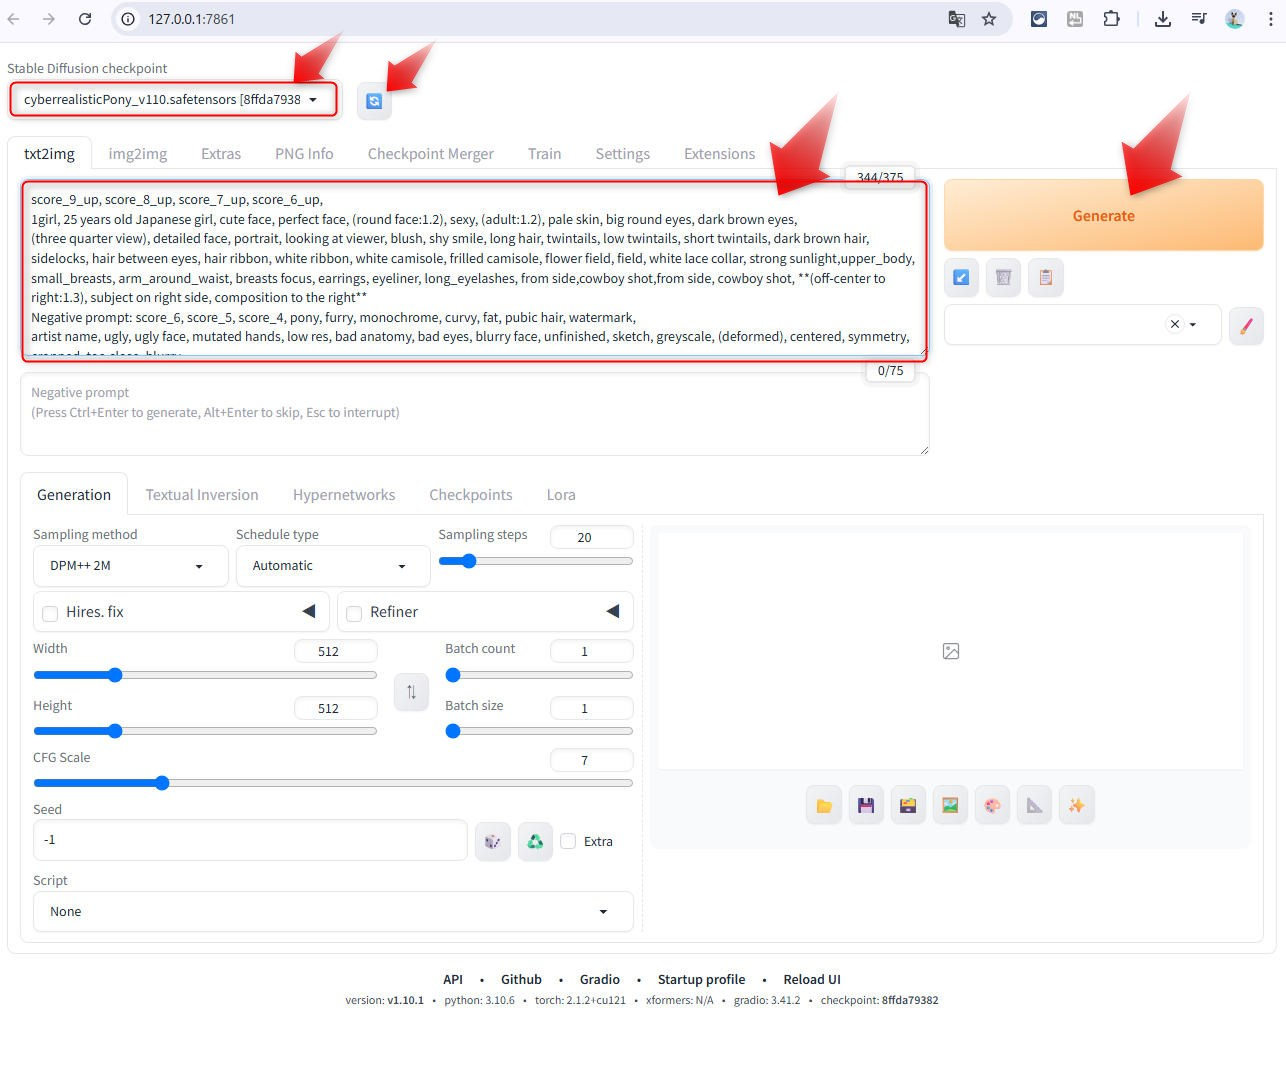 127.0.0.1:7861
Stable Diffusion checkpoint
cyberrealisticPony_v110.safetensors [8ffda7938
txt2img img2img Extras PNG Info Checkpoint Merger Train Settings Extensions
344/375
score_9_up, score_8_up, score_7_up, score_6_up,
1girl, 25 years old Japanese girl, cute face, perfect face, (round face:1.2), sexy, (adult:1.2), pale skin, big round eyes, dark brown eyes,
(three quarter view), detailed face, portrait, looking at viewer, blush, shy smile, long hair, twintails, low twintails, short twintails, dark brown hair,
sidelocks, hair between eyes, hair ribbon, white ribbon, white camisole, frilled camisole, flower field, field, white lace collar, strong sunlight,upper_body,
small_breasts, arm_around_waist, breasts focus, earrings, eyeliner, long_eyelashes, from side,cowboy shot,from side, cowboy shot, **(off-center to
right:1.3), subject on right side, composition to the right**
Negative prompt: score_6, score_5, score_4, pony, furry, monochrome, curvy, fat, pubic hair, watermark,
artist name, ugly, ugly face, mutated hands, low res, bad anatomy, bad eyes, blurry face, unfinished, sketch, greyscale, (deformed), centered, symmetry,
cropped, too close, blurry
Generate
0/75
Negative prompt
(Press Ctrl+Enter to generate, Alt+Enter to skip, Esc to interrupt)
Generation Textual Inversion Hypernetworks Checkpoints Lora
Sampling method Schedule type Sampling steps 20
DPM++ 2M Automatic
Hires. fix Refiner
Width 512 Batch count 1
Height 512 Batch size 1
CFG Scale 7
Seed
-1 Extra
Script
None
API • Github • Gradio • Startup profile • Reload UI
version: v1.10.1 • python: 3.10.6 • torch: 2.1.2+cu121 • xformers: N/A • gradio: 3.41.2 • checkpoint: 8ffda79382